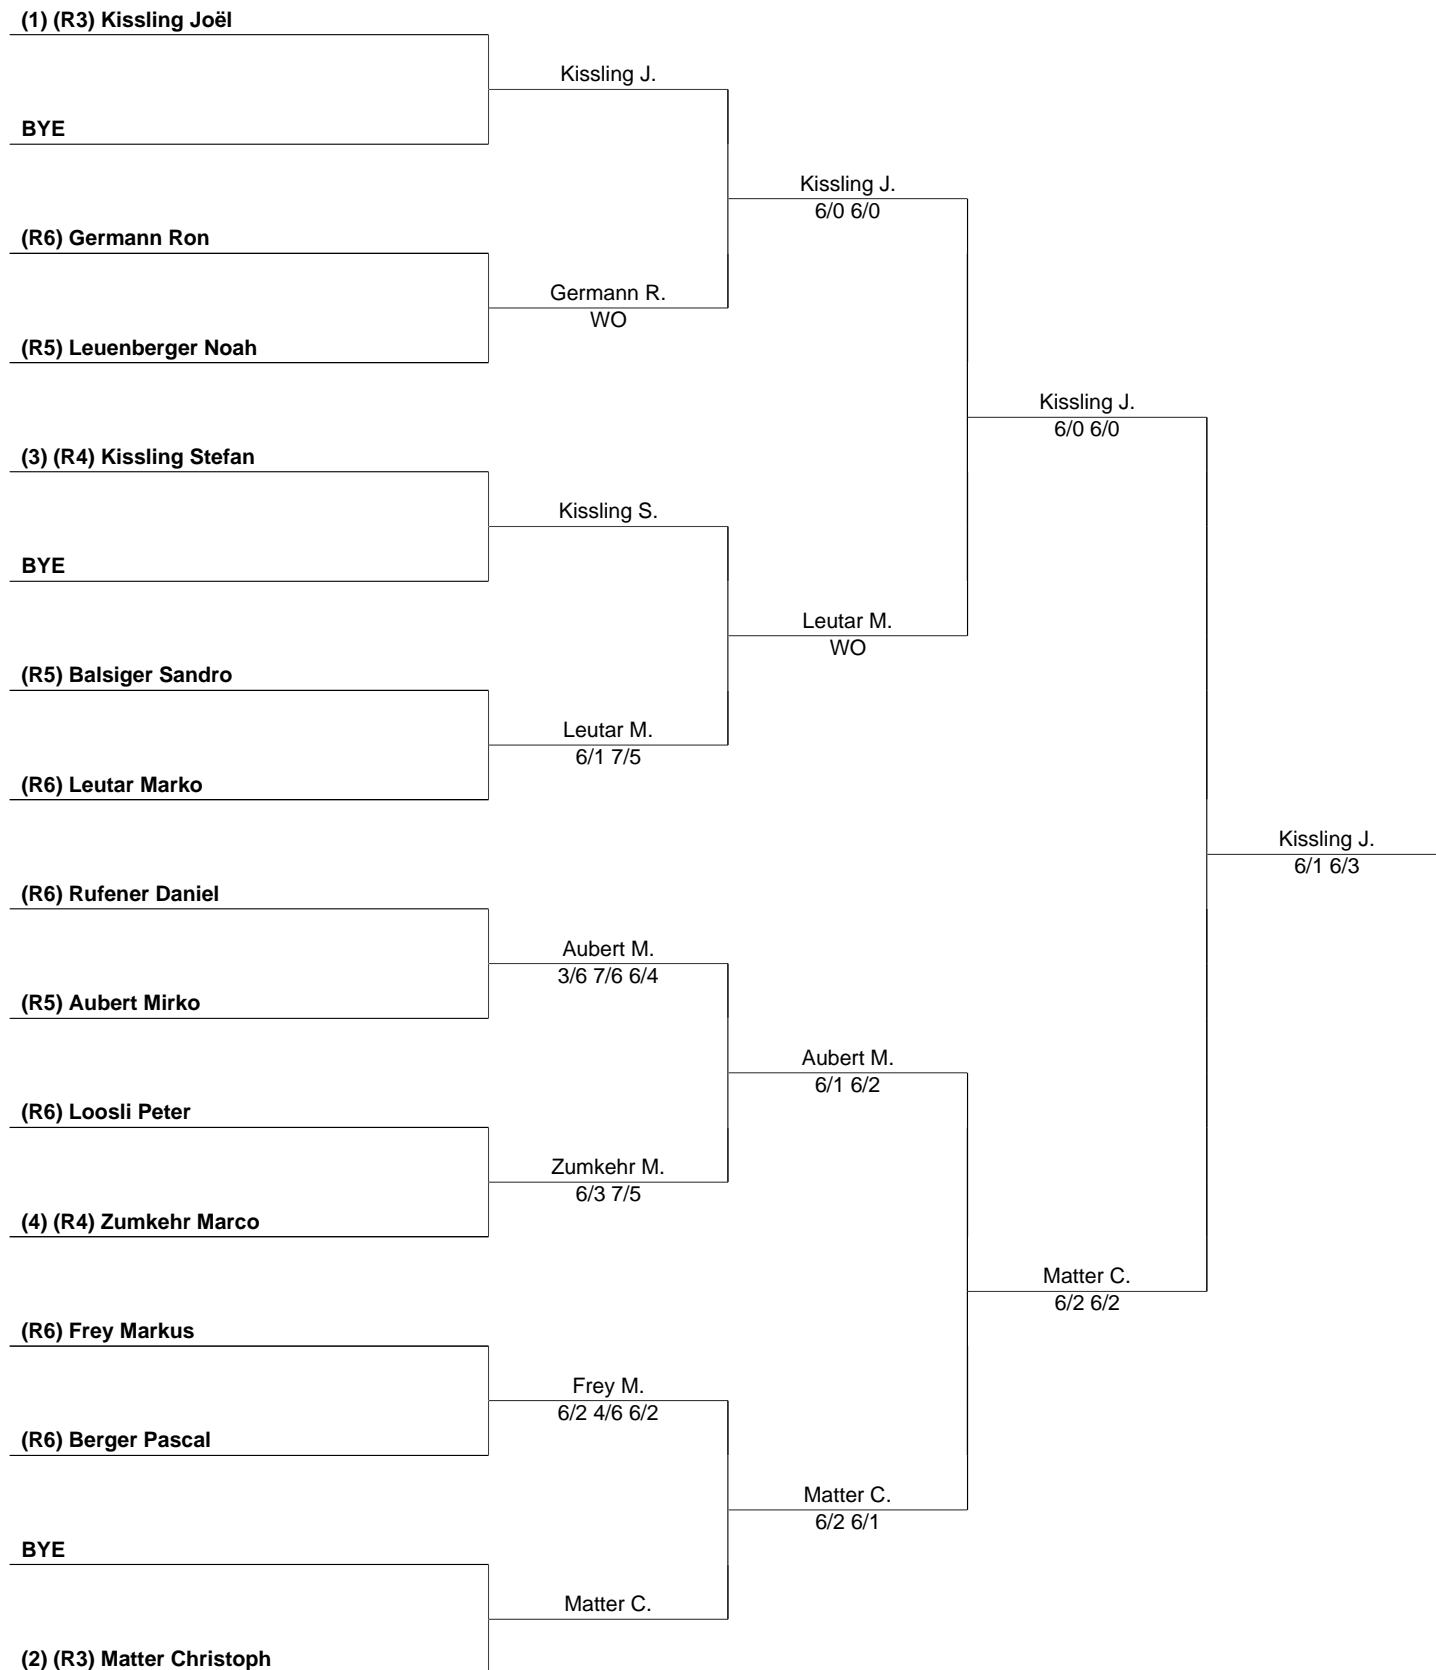 (1) (R3) Kissling Joël
Kissling J.
BYE
Kissling J.
6/0 6/0
(R6) Germann Ron
Germann R.
WO
(R5) Leuenberger Noah
Kissling J.
6/0 6/0
(3) (R4) Kissling Stefan
Kissling S.
BYE
Leutar M.
WO
(R5) Balsiger Sandro
Leutar M.
6/1 7/5
(R6) Leutar Marko
Kissling J.
6/1 6/3
(R6) Rufener Daniel
Aubert M.
3/6 7/6 6/4
(R5) Aubert Mirko
Aubert M.
6/1 6/2
(R6) Loosli Peter
Zumkehr M.
6/3 7/5
(4) (R4) Zumkehr Marco
Matter C.
6/2 6/2
(R6) Frey Markus
Frey M.
6/2 4/6 6/2
(R6) Berger Pascal
Matter C.
6/2 6/1
BYE
Matter C.
(2) (R3) Matter Christoph